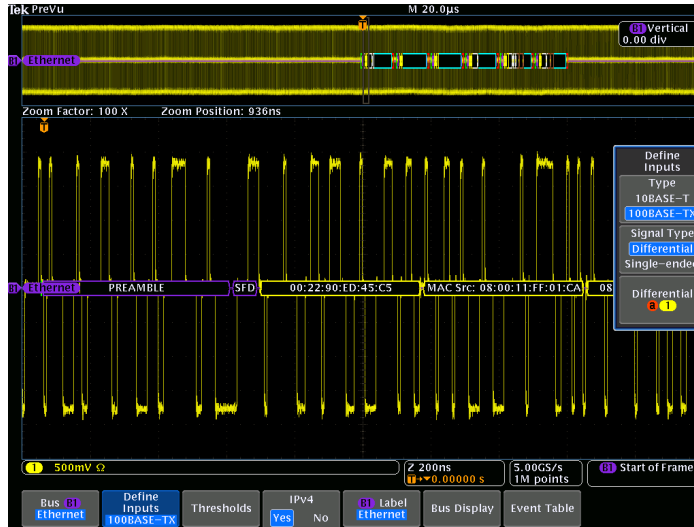 Tek PreVu M 20.0µs
T
B1 Vertical
0.00 div
B1 Ethernet
Zoom Factor: 100 X Zoom Position: 936ns
T
Define
Inputs
Type
10BASE-T
100BASE-TX
Signal Type
Differential
Single-ended
Differential
a 1
B1 Ethernet PREAMBLE SFD 00:22:90:ED:45:C5 MAC Src: 08:00:11:FF:01:CA 08
1 500mV Ω
Z 200ns
T→▼0.00000 s
5.00GS/s
1M points
B1 Start of Frame
Bus B1
Ethernet
Define
Inputs
100BASE-TX
Thresholds
IPv4
Yes No
B1 Label
Ethernet
Bus Display
Event Table